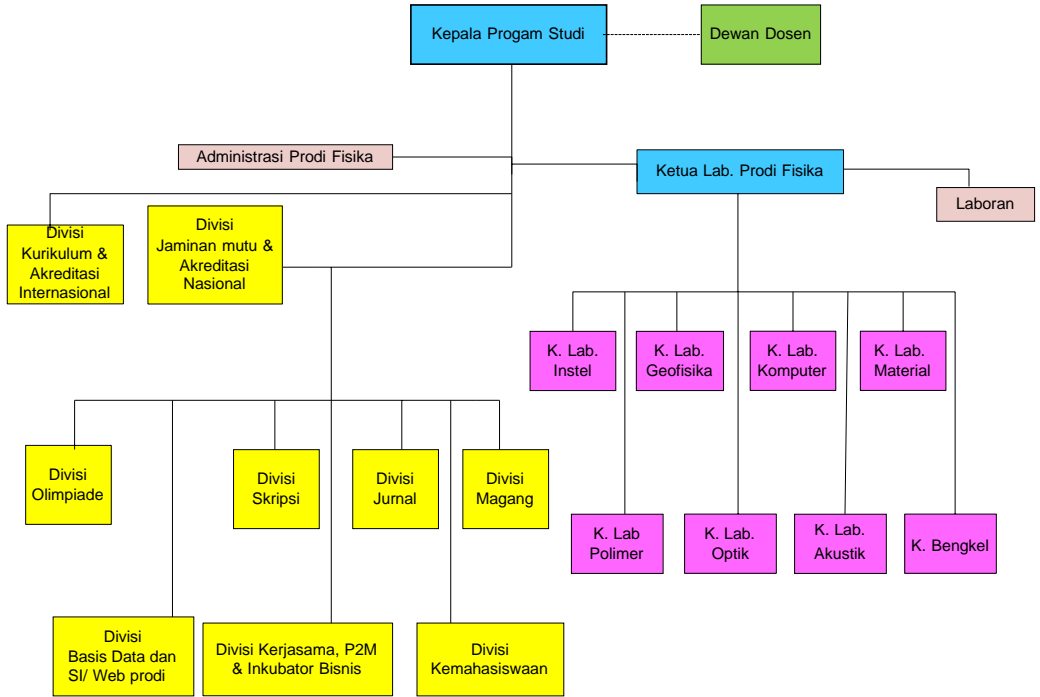 Kepala Progam Studi
Dewan Dosen
Administrasi Prodi Fisika
Ketua Lab. Prodi Fisika
Laboran
Divisi
Kurikulum &
Akreditasi
Internasional
Divisi
Jaminan mutu &
Akreditasi
Nasional
K. Lab.
Instel
K. Lab.
Geofisika
K. Lab.
Komputer
K. Lab.
Material
Divisi
Olimpiade
Divisi
Skripsi
Divisi
Jurnal
Divisi
Magang
K. Lab
Polimer
K. Lab.
Optik
K. Lab.
Akustik
K. Bengkel
Divisi
Basis Data dan
SI/ Web prodi
Divisi Kerjasama, P2M
& Inkubator Bisnis
Divisi
Kemahasiswaan